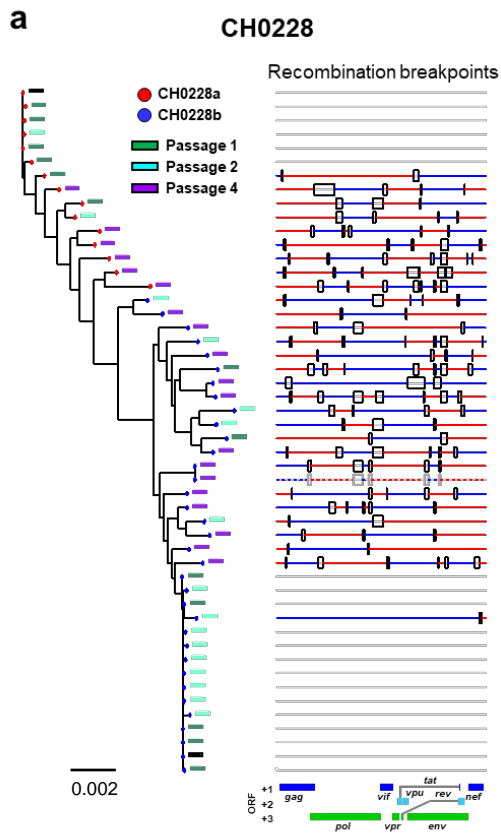 a
CH0228
Recombination breakpoints
CH0228a
CH0228b
Passage 1
Passage 2
Passage 4
0.002
ORF
+1
+2
+3
gag
vif
tat
vpu
rev
nef
pol
vpr
env